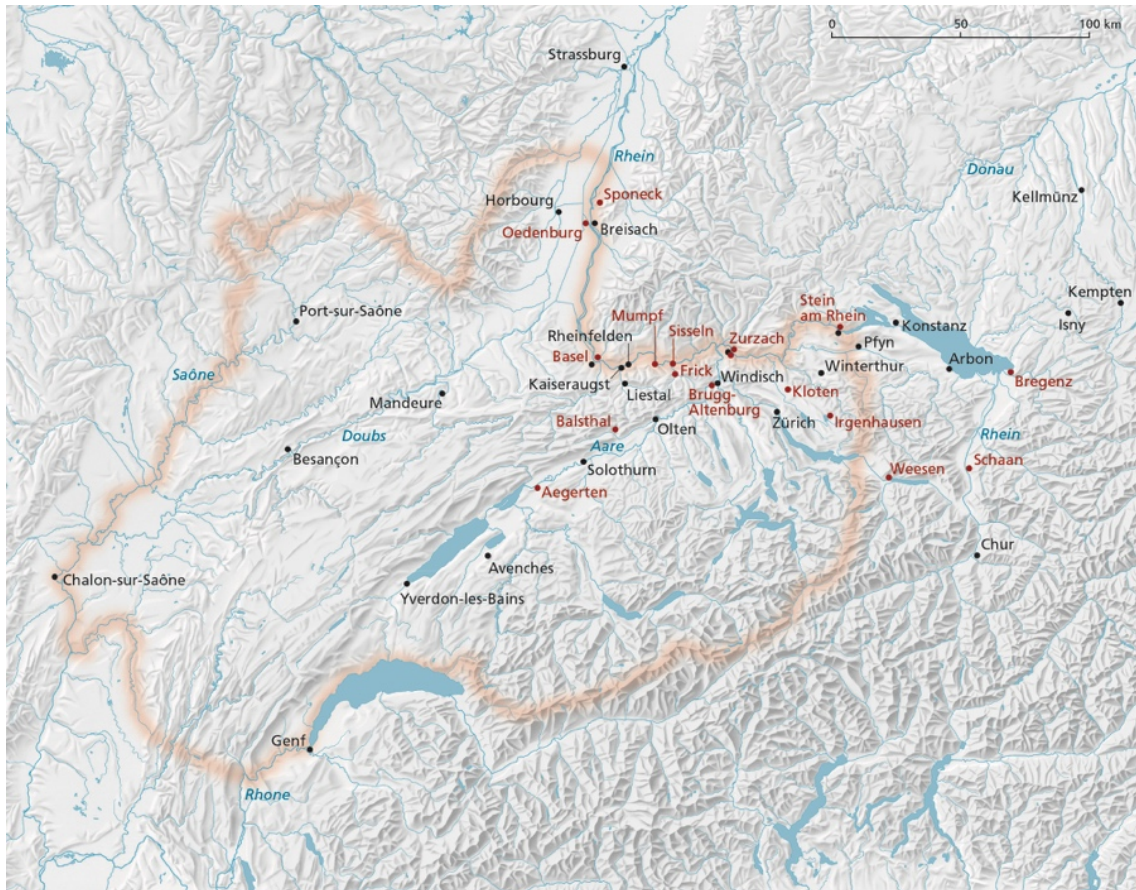 0
50
100 km
Strassburg
Rhein
Donau
Kellmünz
Sponeck
Horbourg
Oedenburg
Breisach
Kempten
Port-sur-Saône
Isny
Stein
am Rhein
Mumpf
Konstanz
Sisseln
Rheinfelden
Zurzach
Pfyn
Basel
Arbon
Saône
Frick
Winterthur
Kaiseraugst
Windisch
Bregenz
Liestal
Kloten
Mandeure
Brugg-
Altenburg
Balsthal
Zürich
Irgenhausen
Olten
Doubs
Rhein
Aare
Besançon
Schaan
Solothurn
Weesen
Aegerten
Chur
Avenches
Chalon-sur-Saône
Yverdon-les-Bains
Genf
Rhone